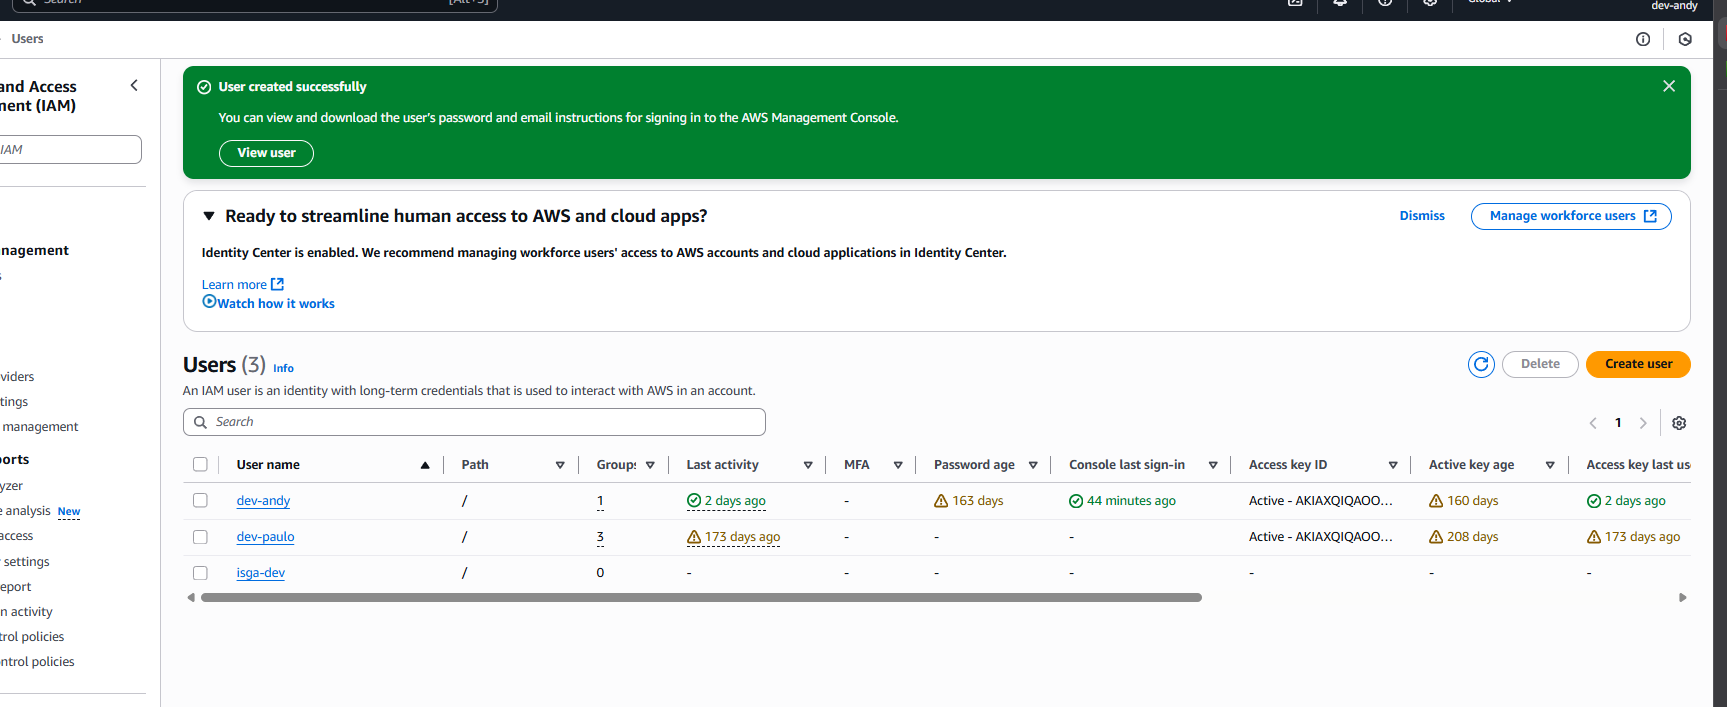 Search [Alt+S] Global dev-andy
Users
and Access
ment (IAM)
IAM
nagement
s
viders
tings
management
orts
yzer
e analysis New
access
settings
eport
n activity
trol policies
ntrol policies
User created successfully
You can view and download the user's password and email instructions for signing in to the AWS Management Console.
View user
Ready to streamline human access to AWS and cloud apps? Dismiss Manage workforce users
Identity Center is enabled. We recommend managing workforce users' access to AWS accounts and cloud applications in Identity Center.
Learn more
Watch how it works
Users (3) Info Delete Create user
An IAM user is an identity with long-term credentials that is used to interact with AWS in an account.
Search 1
User name Path Groups Last activity MFA Password age Console last sign-in Access key ID Active key age Access key last us
dev-andy / 1 2 days ago - 163 days 44 minutes ago Active - AKIAXQIQAOO... 160 days 2 days ago
dev-paulo / 3 173 days ago - - - Active - AKIAXQIQAOO... 208 days 173 days ago
isga-dev / 0 - - - - - - -